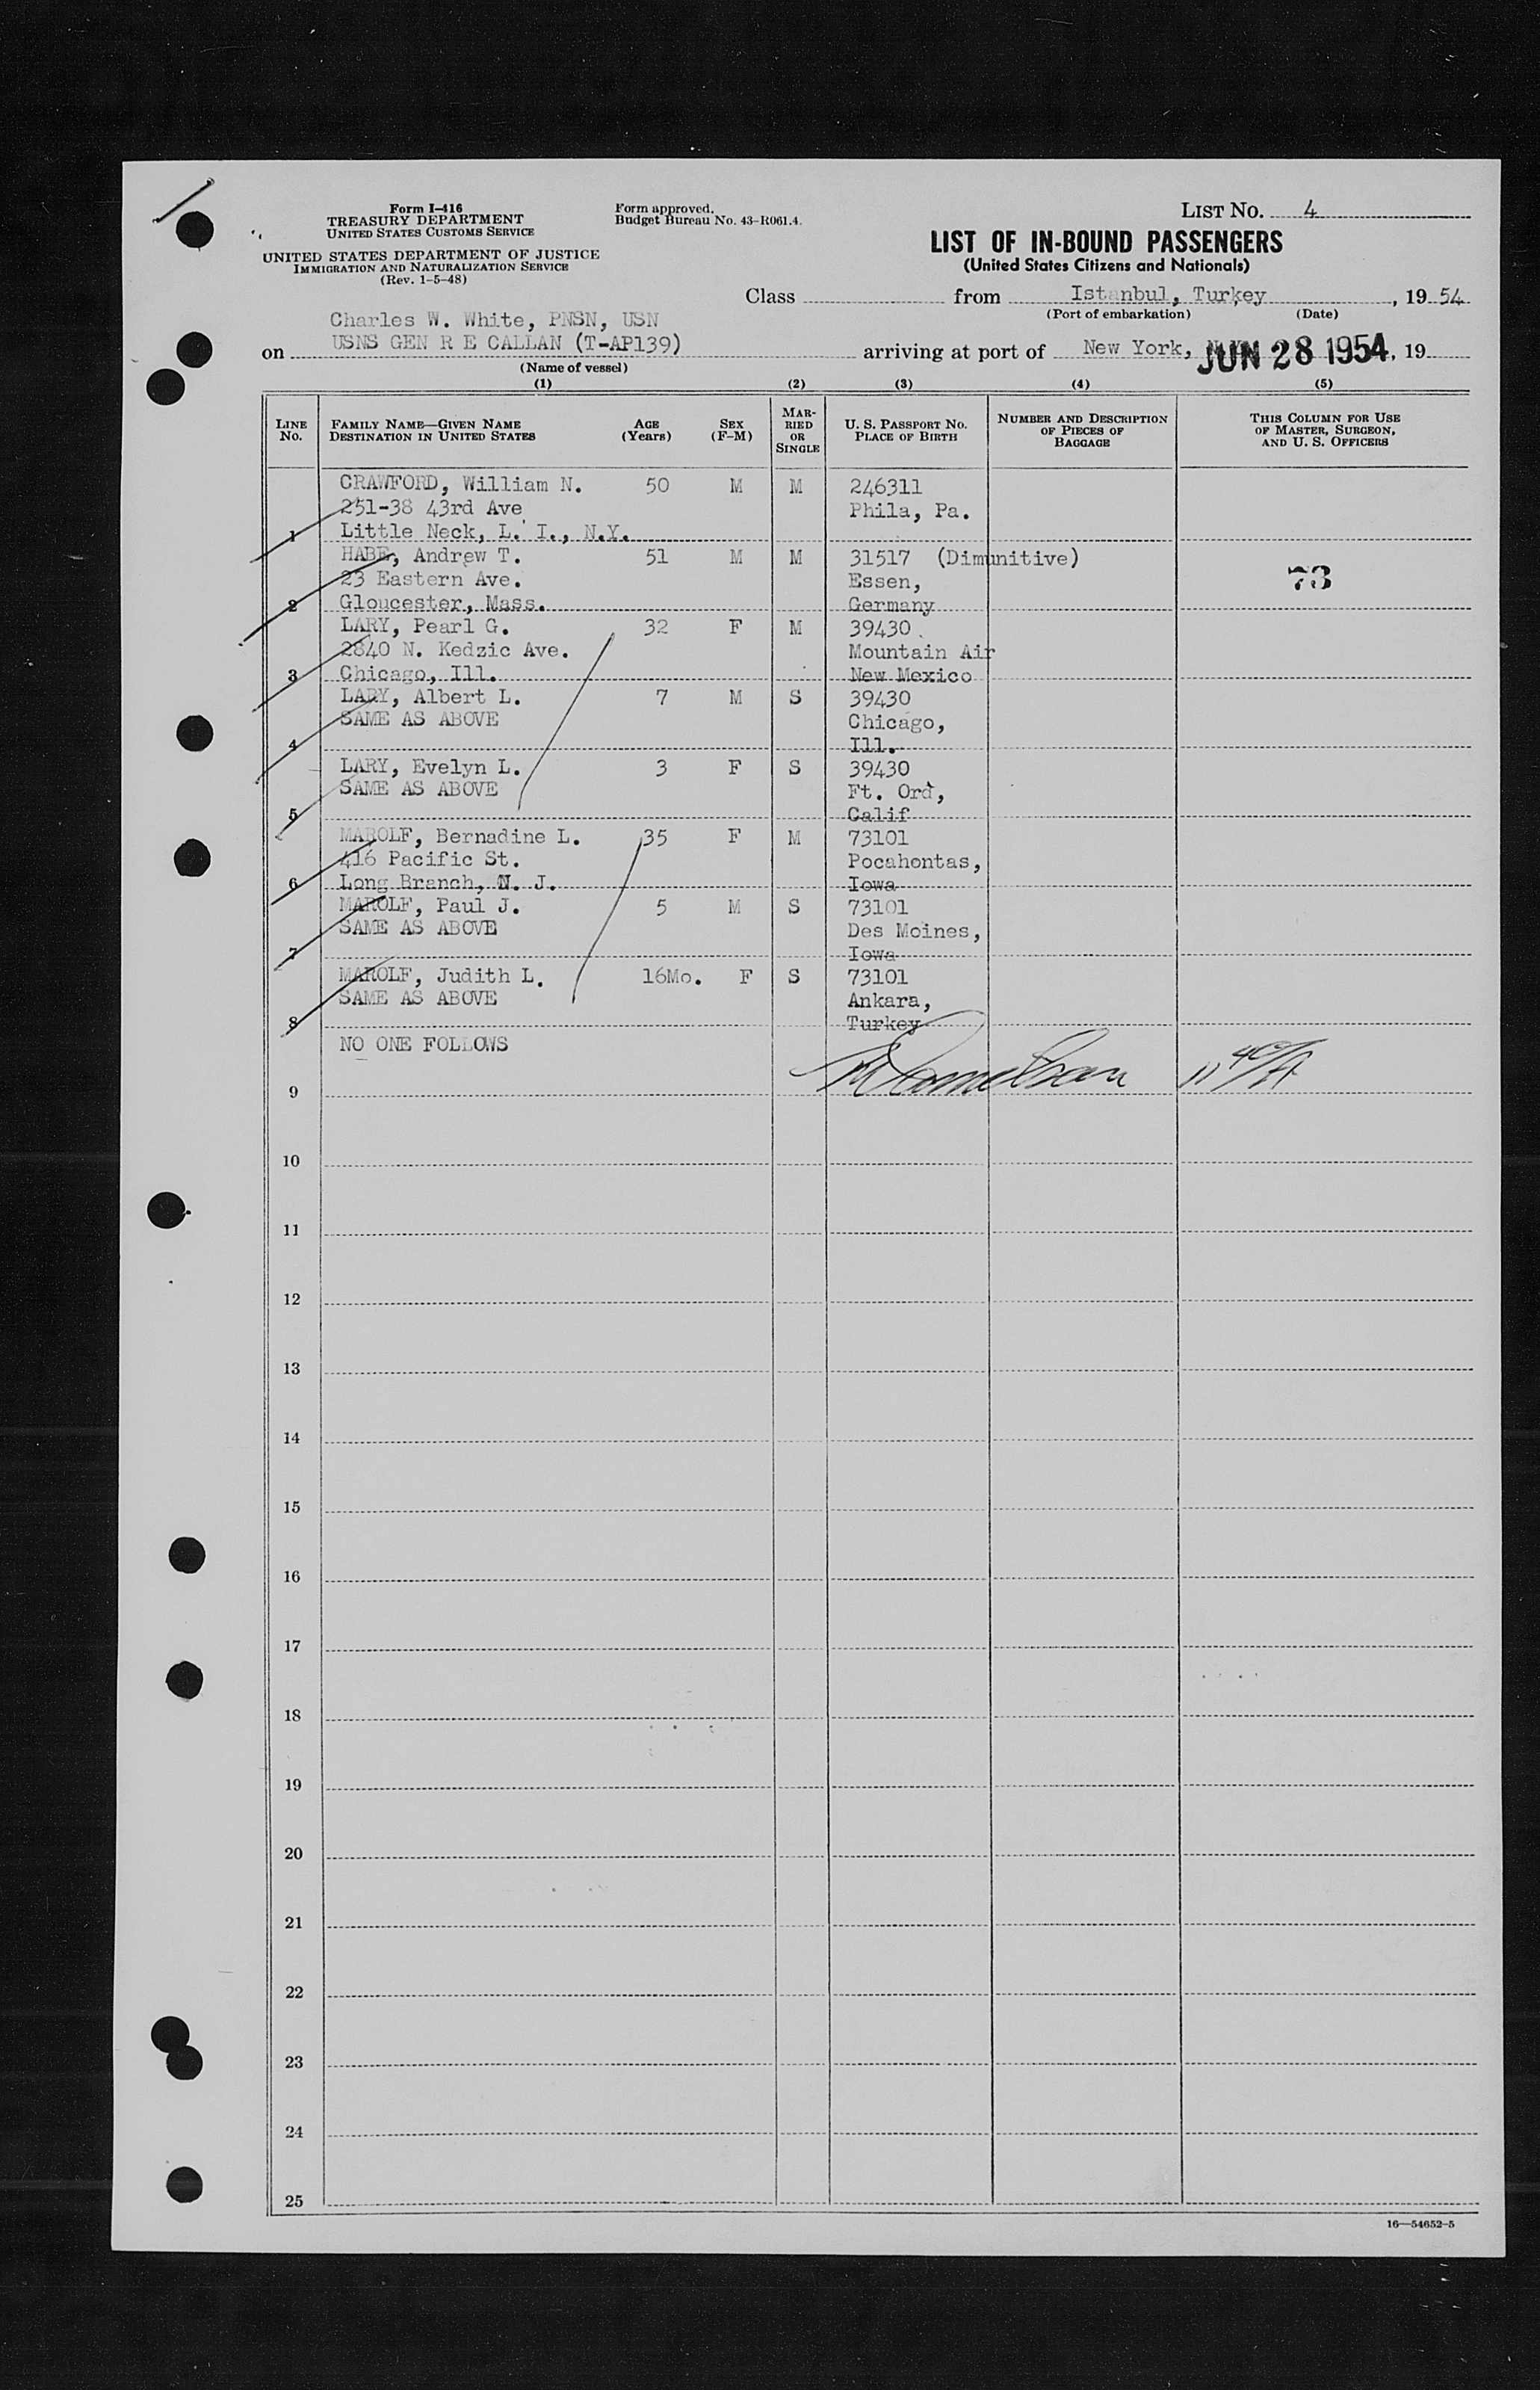 Form I-416
TREASURY DEPARTMENT
UNITED STATES CUSTOMS SERVICE
UNITED STATES DEPARTMENT OF JUSTICE
IMMIGRATION AND NATURALIZATION SERVICE
(Rev. 1-5-48)
Form approved.
Budget Bureau No. 43-R061.4.
LIST NO. 4
LIST OF IN-BOUND PASSENGERS
(United States Citizens and Nationals)
Class from Istanbul, Turkey, 1954
(Port of embarkation) (Date)
Charles W. White, PNSN, USN
on USNS GEN R E CALLAN (T-AP139) arriving at port of New York, JUN 28 1954, 19
(Name of vessel)
(1) (2) (3) (4) (5)
LINE No. FAMILY NAME—GIVEN NAME DESTINATION IN UNITED STATES AGE (Years) SEX (F-M) MARRIED OR SINGLE U. S. PASSPORT NO. PLACE OF BIRTH NUMBER AND DESCRIPTION OF PIECES OF BAGGAGE THIS COLUMN FOR USE OF MASTER, SURGEON, AND U. S. OFFICERS
CRAWFORD, William N. 50 M M 246311
251-38 43rd Ave Phila, Pa.
1 Little Neck, L. I., N.Y.
HABE, Andrew T. 51 M M 31517 (Dimunitive)
23 Eastern Ave. Essen, 73
2 Gloucester, Mass. Germany
LARY, Pearl G. 32 F M 39430
2840 N. Kedzic Ave. Mountain Air
3 Chicago, Ill. New Mexico
LARY, Albert L. 7 M S 39430
SAME AS ABOVE Chicago,
4 Ill.
LARY, Evelyn L. 3 F S 39430
SAME AS ABOVE Ft. Ord,
5 Calif
MAROLF, Bernadine L. 35 F M 73101
416 Pacific St. Pocahontas,
6 Long Branch, N. J. Iowa
MAROLF, Paul J. 5 M S 73101
SAME AS ABOVE Des Moines,
7 Iowa
MAROLF, Judith L. 16Mo. F S 73101
SAME AS ABOVE Ankara,
8 Turkey
NO ONE FOLLOWS
9
10
11
12
13
14
15
16
17
18
19
20
21
22
23
24
25
16—54652-5